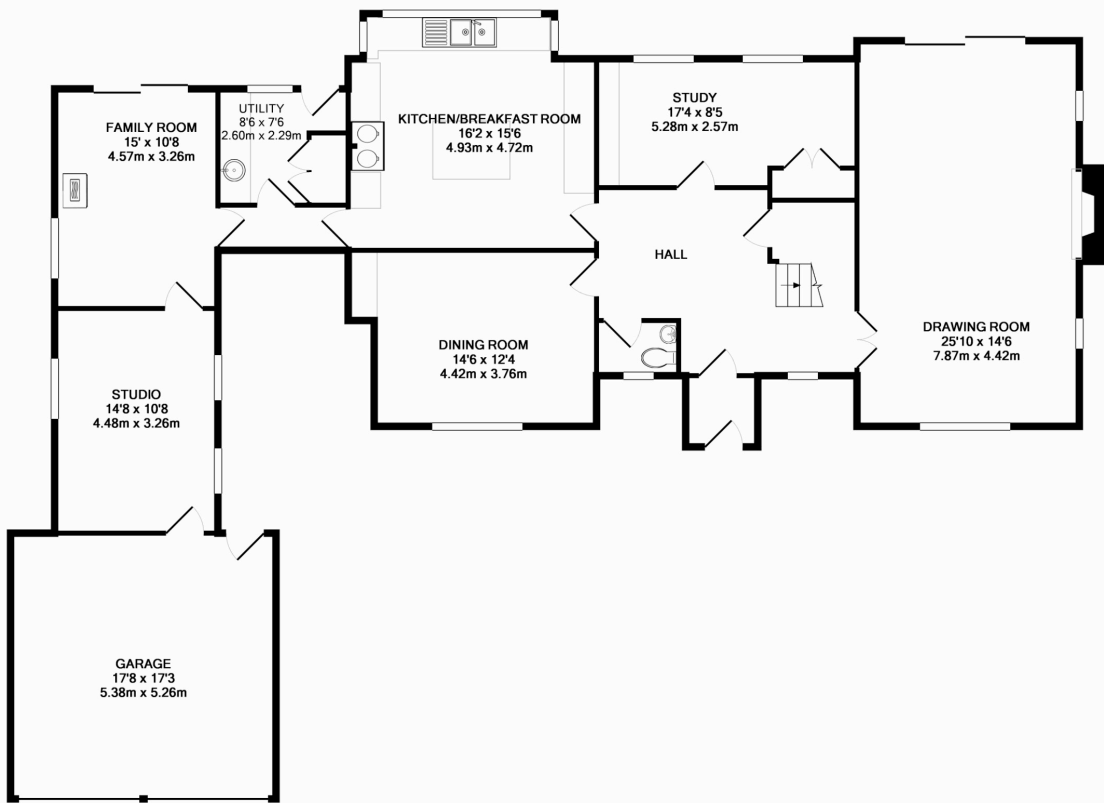 UTILITY
8'6 x 7'6
2.60m x 2.29m
FAMILY ROOM
15' x 10'8
4.57m x 3.26m
KITCHEN/BREAKFAST ROOM
16'2 x 15'6
4.93m x 4.72m
STUDY
17'4 x 8'5
5.28m x 2.57m
HALL
DRAWING ROOM
25'10 x 14'6
7.87m x 4.42m
DINING ROOM
14'6 x 12'4
4.42m x 3.76m
STUDIO
14'8 x 10'8
4.48m x 3.26m
GARAGE
17'8 x 17'3
5.38m x 5.26m